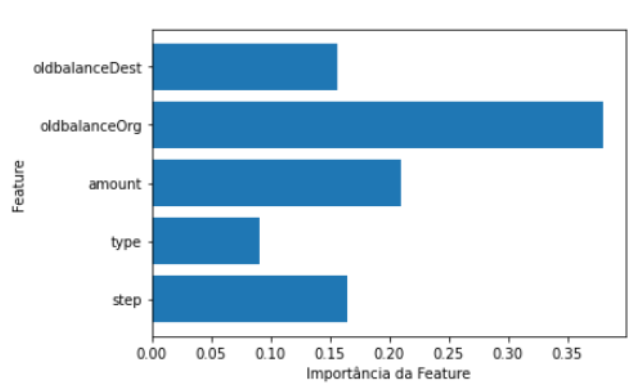 oldbalanceDest
oldbalanceOrg
amount
type
step
Feature
0.00 0.05 0.10 0.15 0.20 0.25 0.30 0.35
Importância da Feature